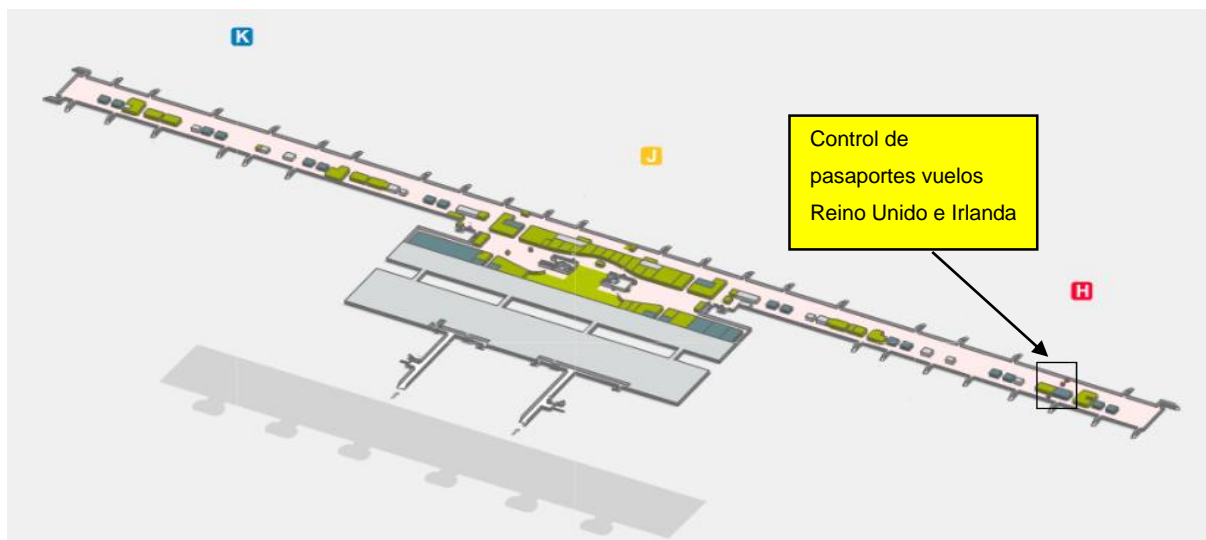 K
J
Control de
pasaportes vuelos
Reino Unido e Irlanda
H